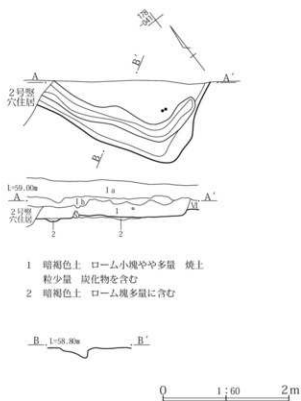 178
-041
B'
A
A'
2号竪
穴住居
B
L=59.00m
I a
A
I b
A'
2号竪
穴住居
1
VI
2
2
1 暗褐色土 ローム小塊やや多量 焼土
粒少量 炭化物を含む
2 暗褐色土 ローム塊多量に含む
B L=58.80m B'
0 1:60 2m